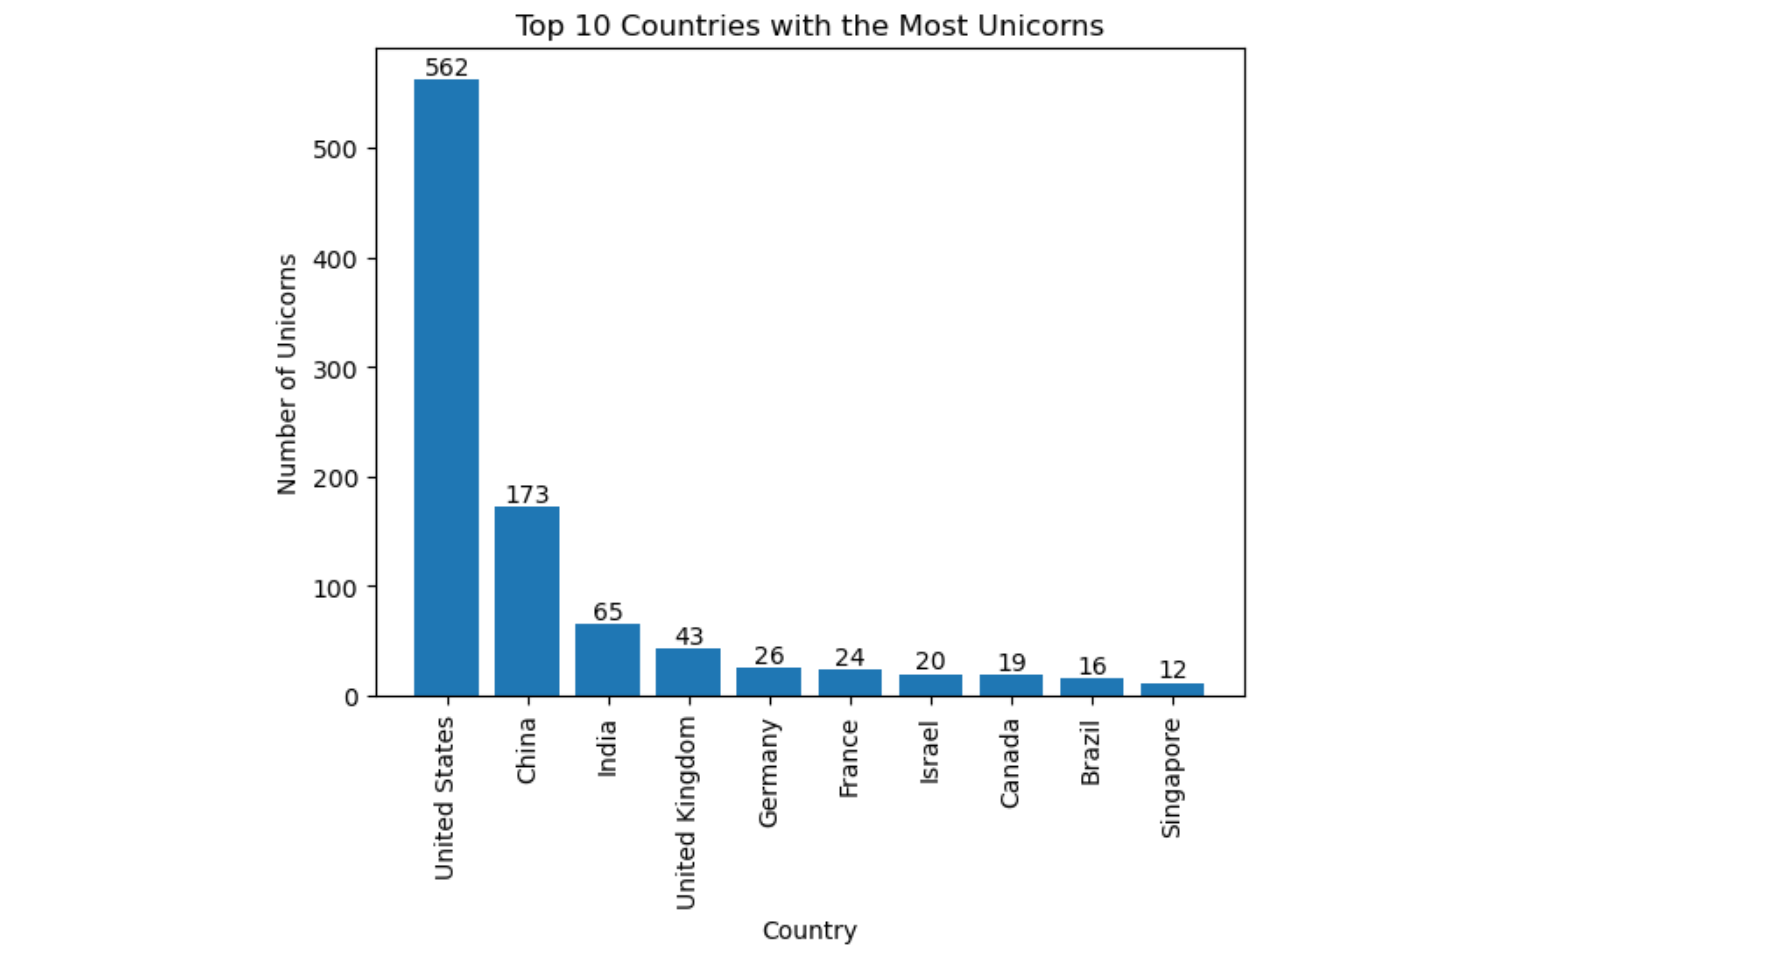 Top 10 Countries with the Most Unicorns
Number of Unicorns
500
400
300
200
100
0
562
173
65
43
26
24
20
19
16
12
United States
China
India
United Kingdom
Germany
France
Israel
Canada
Brazil
Singapore
Country